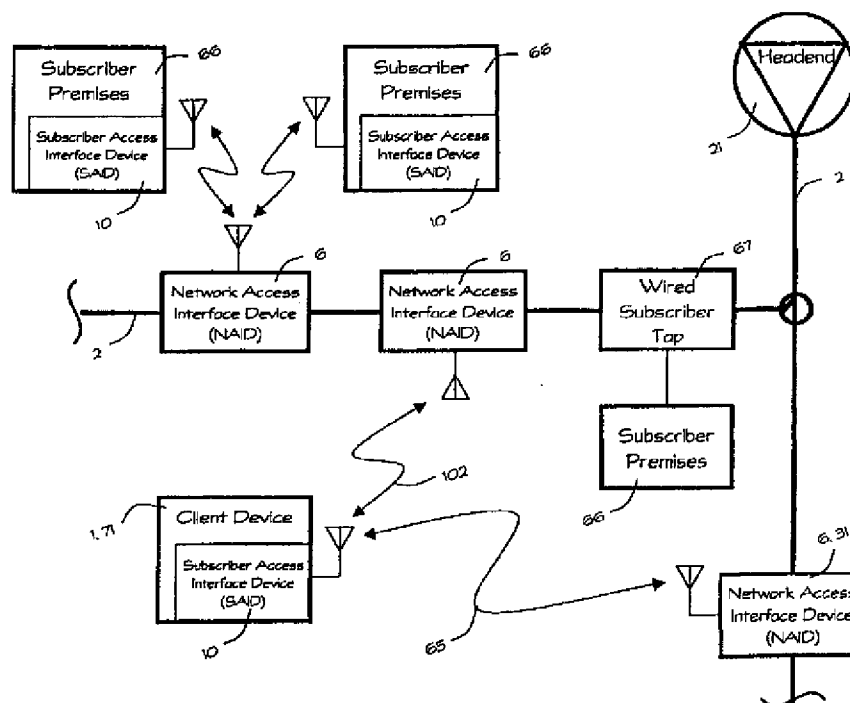 66
Subscriber
Premises
Subscriber Access
Interface Device
(SAID)
10
66
Subscriber
Premises
Subscriber Access
Interface Device
(SAID)
10
Headend
21
2
6
Network Access
Interface Device
(NAID)
2
6
Network Access
Interface Device
(NAID)
67
Wired
Subscriber
Tap
Subscriber
Premises
66
102
1, 71
Client Device
Subscriber Access
Interface Device
(SAID)
10
65
6, 31
Network Access
Interface Device
(NAID)